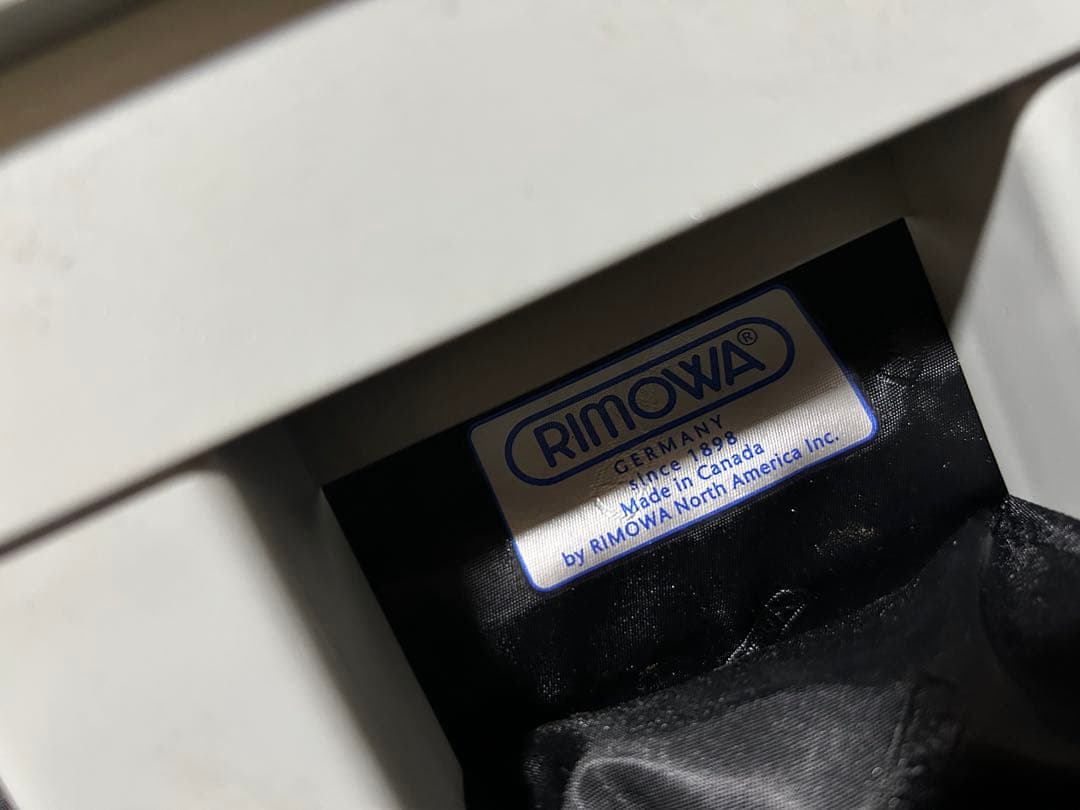 RIMOWA®
GERMANY
since 1898
Made in Canada
by RIMOWA North America Inc.